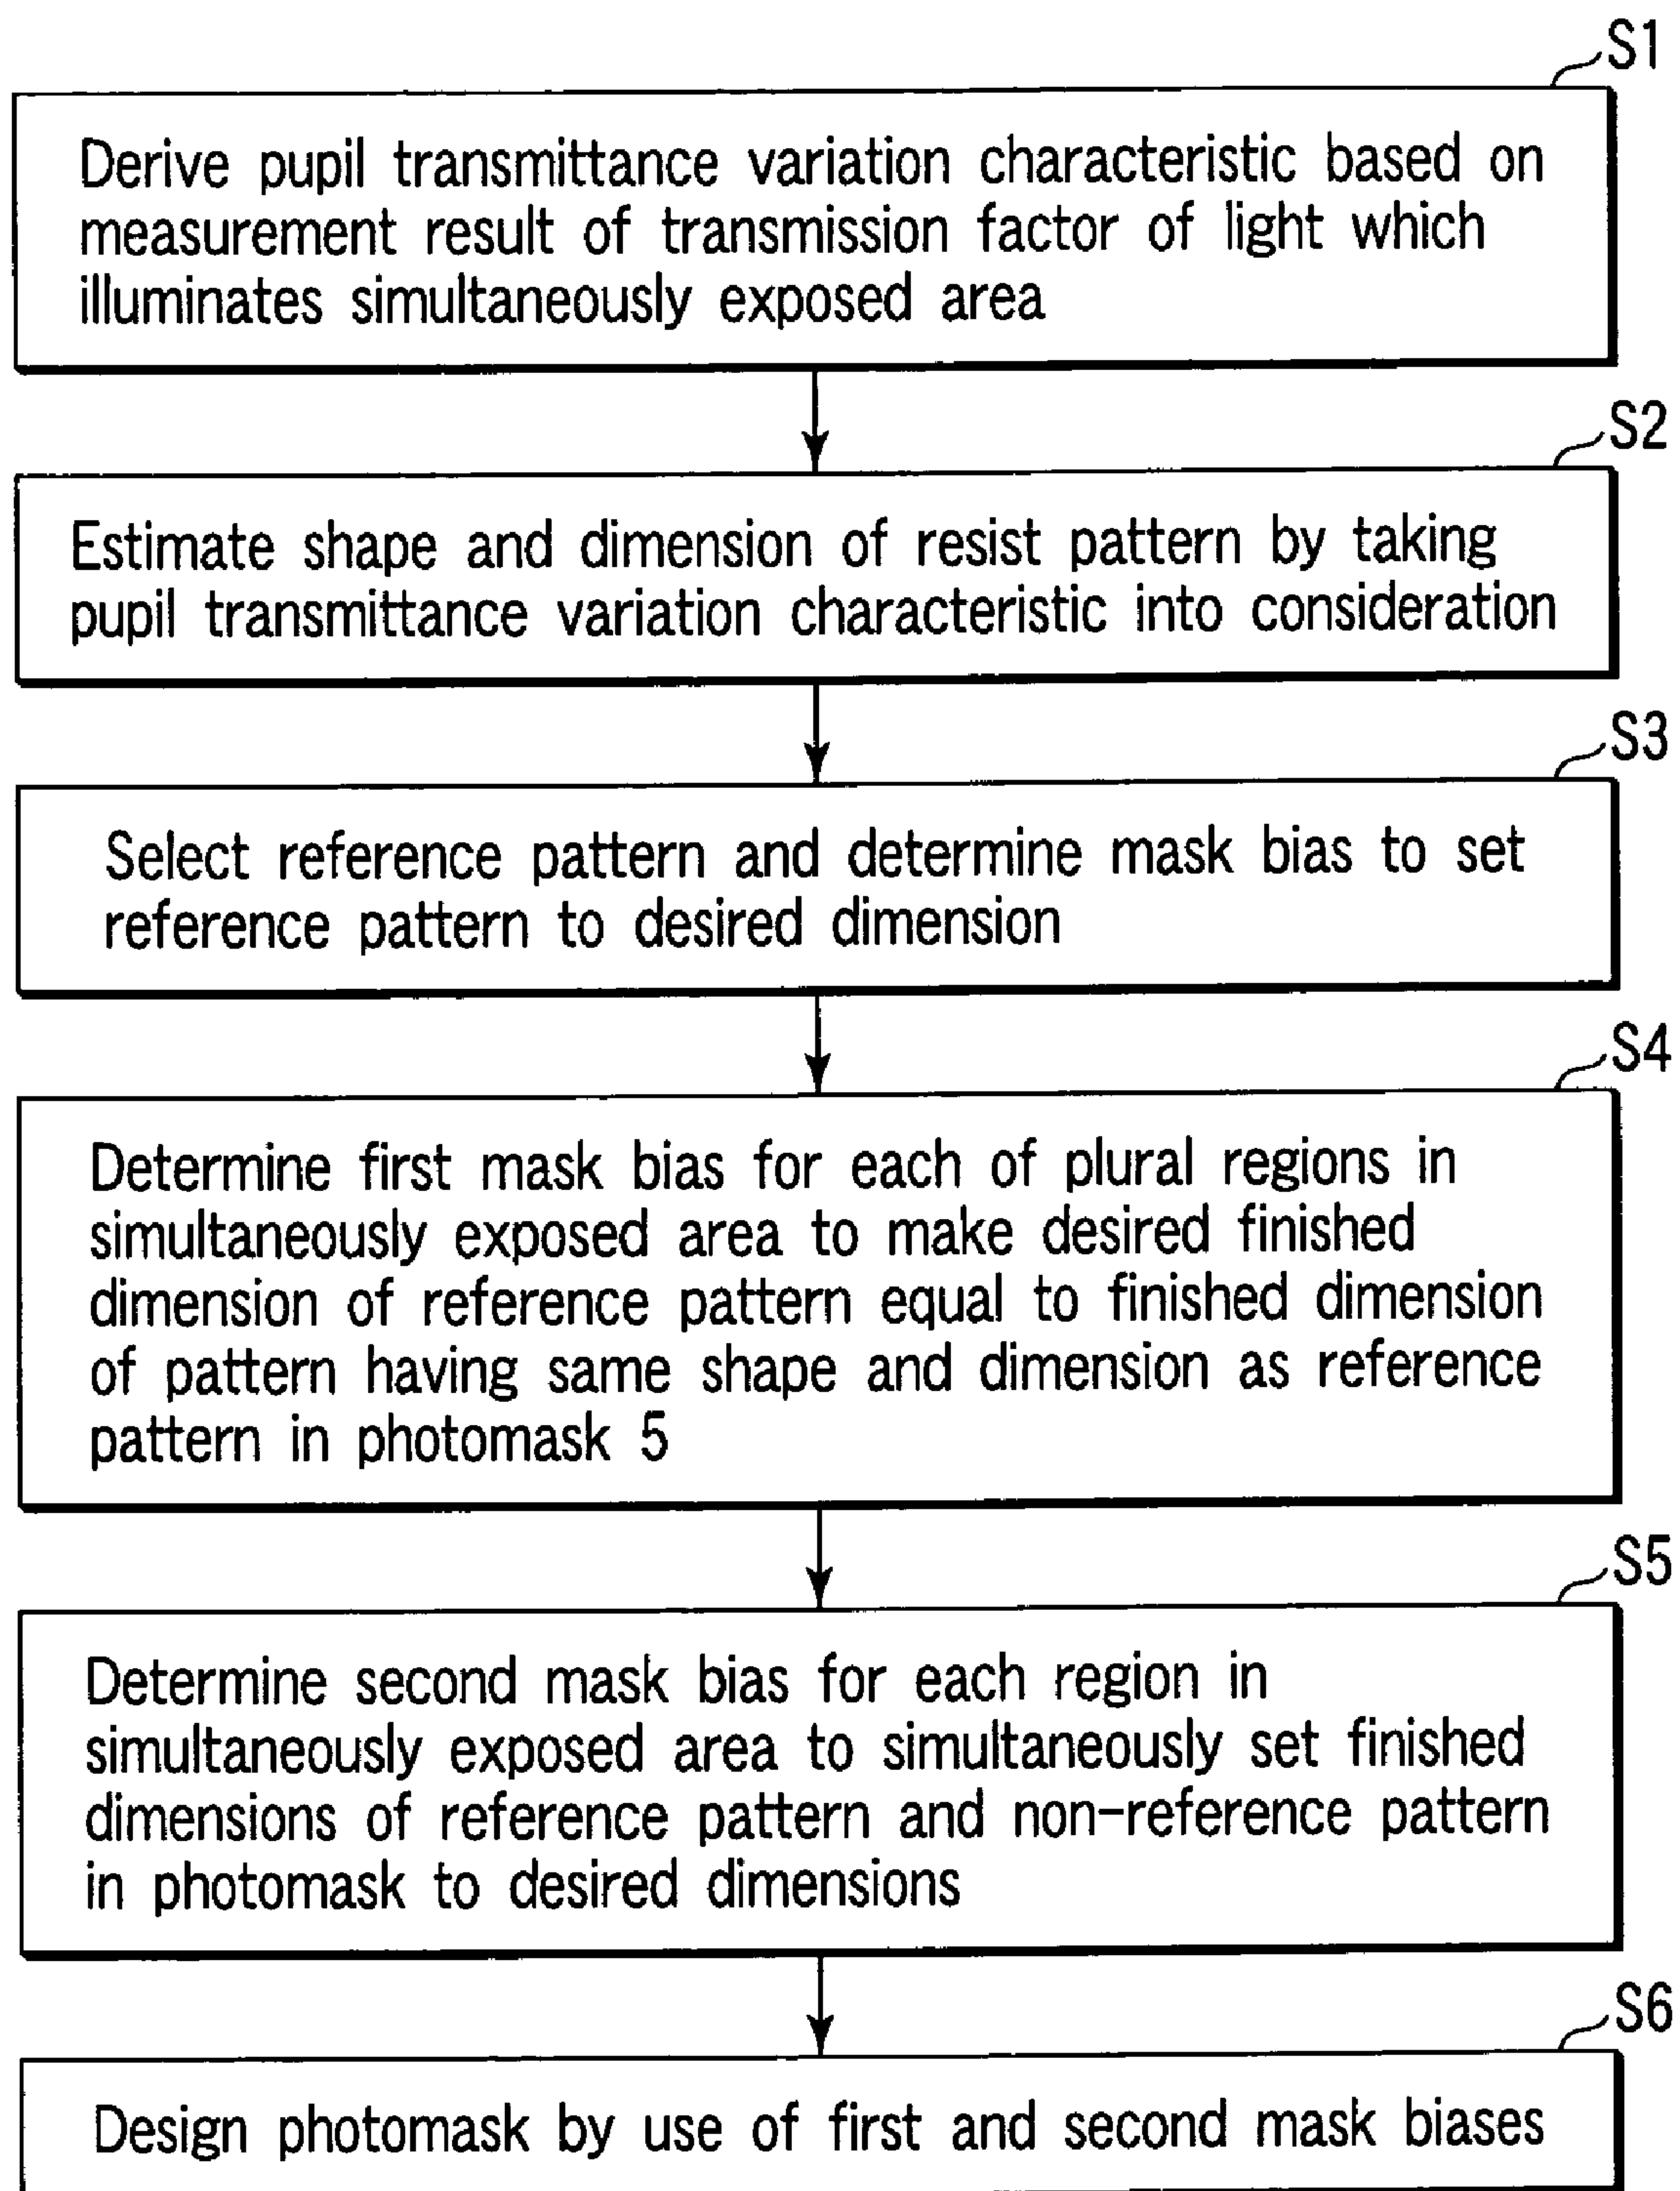 S1
Derive pupil transmittance variation characteristic based on
measurement result of transmission factor of light which
illuminates simultaneously exposed area
S2
Estimate shape and dimension of resist pattern by taking
pupil transmittance variation characteristic into consideration
S3
Select reference pattern and determine mask bias to set
reference pattern to desired dimension
S4
Determine first mask bias for each of plural regions in
simultaneously exposed area to make desired finished
dimension of reference pattern equal to finished dimension
of pattern having same shape and dimension as reference
pattern in photomask 5
S5
Determine second mask bias for each region in
simultaneously exposed area to simultaneously set finished
dimensions of reference pattern and non-reference pattern
in photomask to desired dimensions
S6
Design photomask by use of first and second mask biases